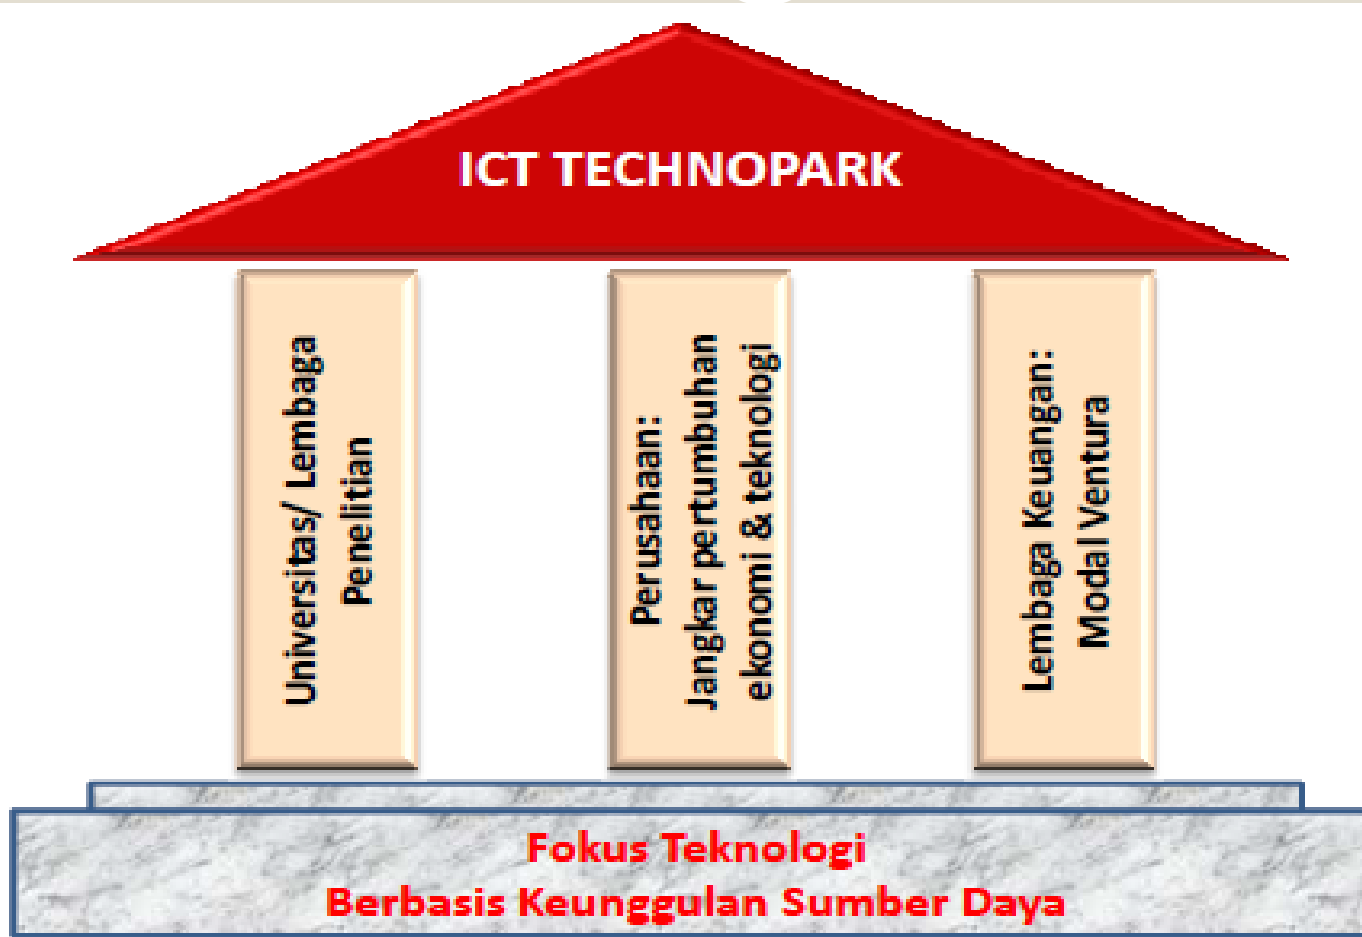 ICT TECHNOPARK
Universitas/ Lembaga
Penelitian
Perusahaan:
Jangkar pertumbuhan
ekonomi & teknologi
Lembaga Keuangan:
Modal Ventura
Fokus Teknologi
Berbasis Keunggulan Sumber Daya